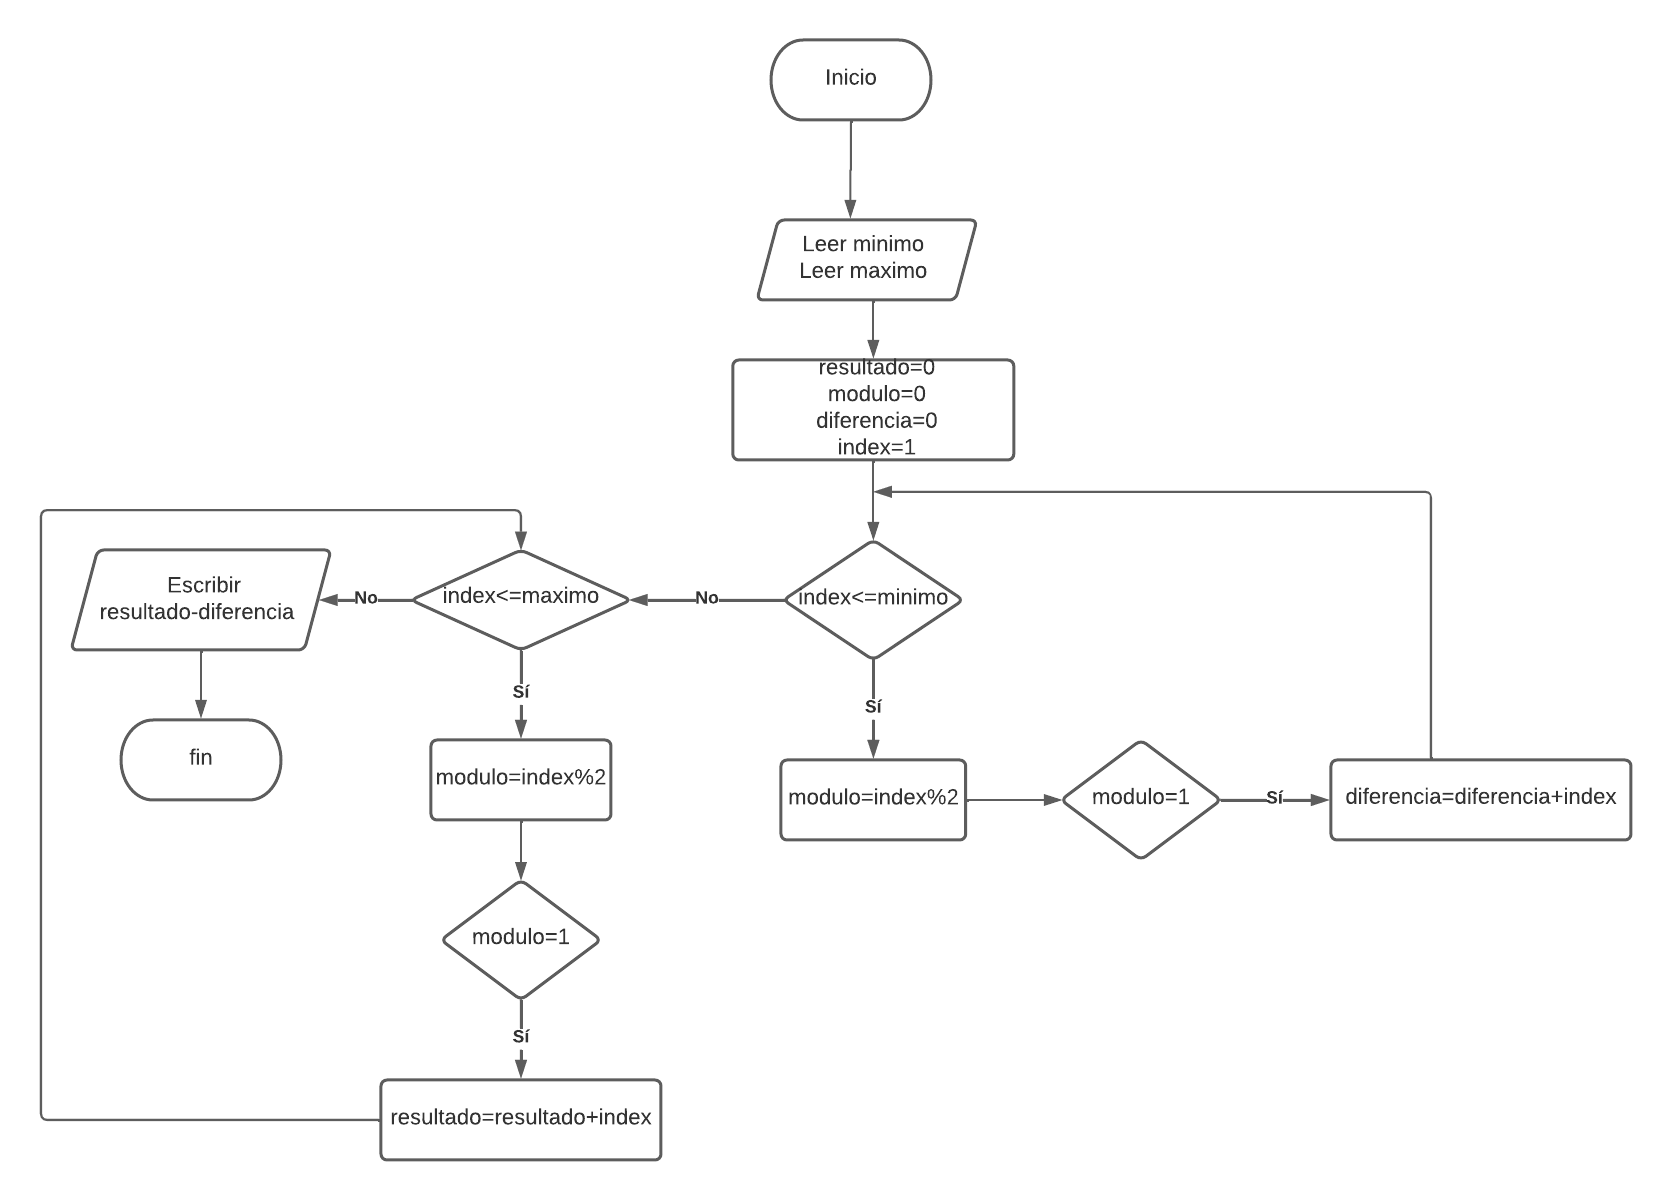 Inicio
Leer minimo
Leer maximo
resultado=0
modulo=0
diferencia=0
index=1
index<=minimo
No
index<=maximo
No
Escribir
resultado-diferencia
fin
Sí
modulo=index%2
modulo=1
Sí
diferencia=diferencia+index
Sí
modulo=index%2
modulo=1
Sí
resultado=resultado+index